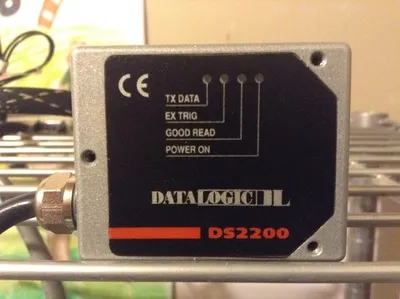 CE
TX DATA
EX TRIG
GOOD READ
POWER ON
DATALOGIC
DS2200